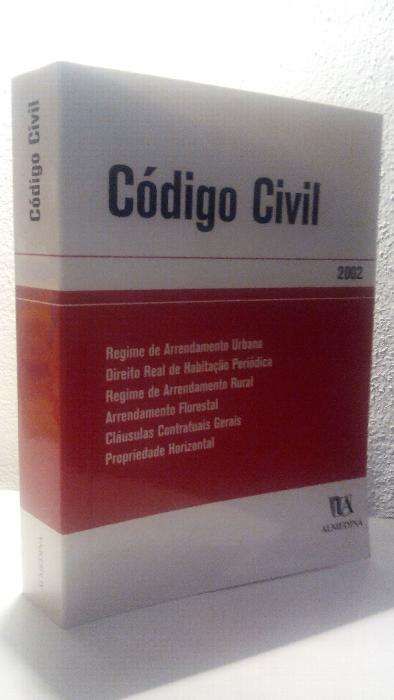 Código Civil
Código Civil
2002
Regime de Arrendamento Urbano
Direito Real de Habitação Periódica
Regime de Arrendamento Rural
Arrendamento Florestal
Cláusulas Contratuais Gerais
Propriedade Horizontal
ALMEDINA